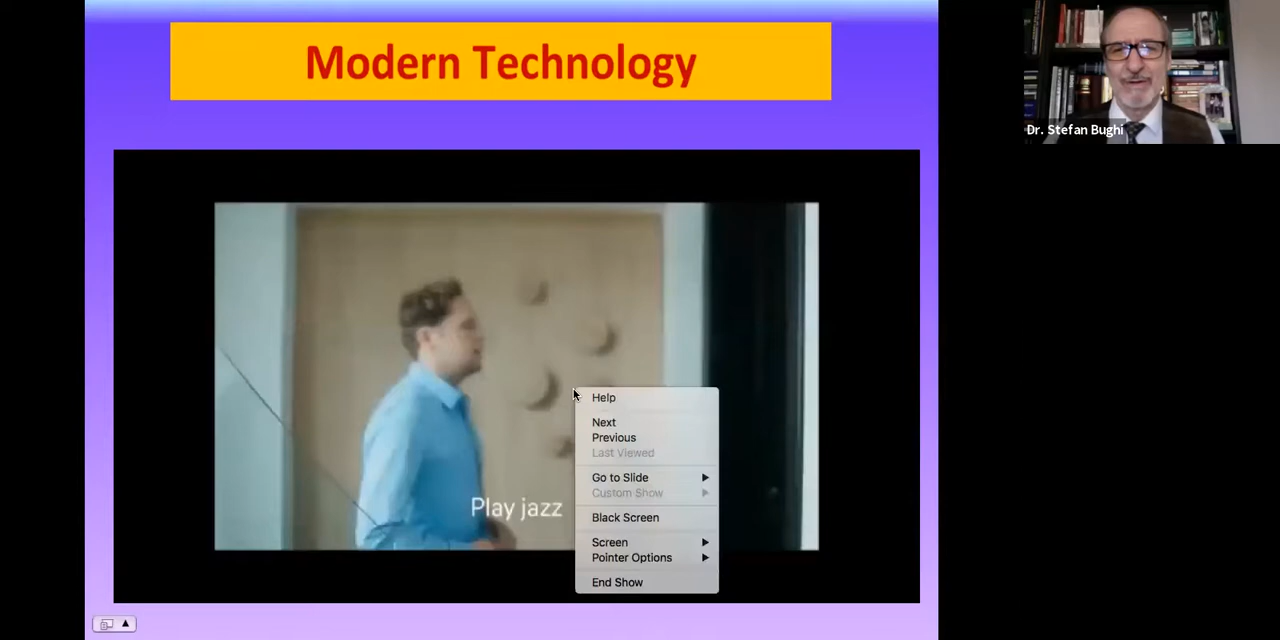 Modern Technology
Dr. Stefan Bughi
Play jazz
Help
Next
Previous
Last Viewed
Go to Slide
Custom Show
Black Screen
Screen
Pointer Options
End Show